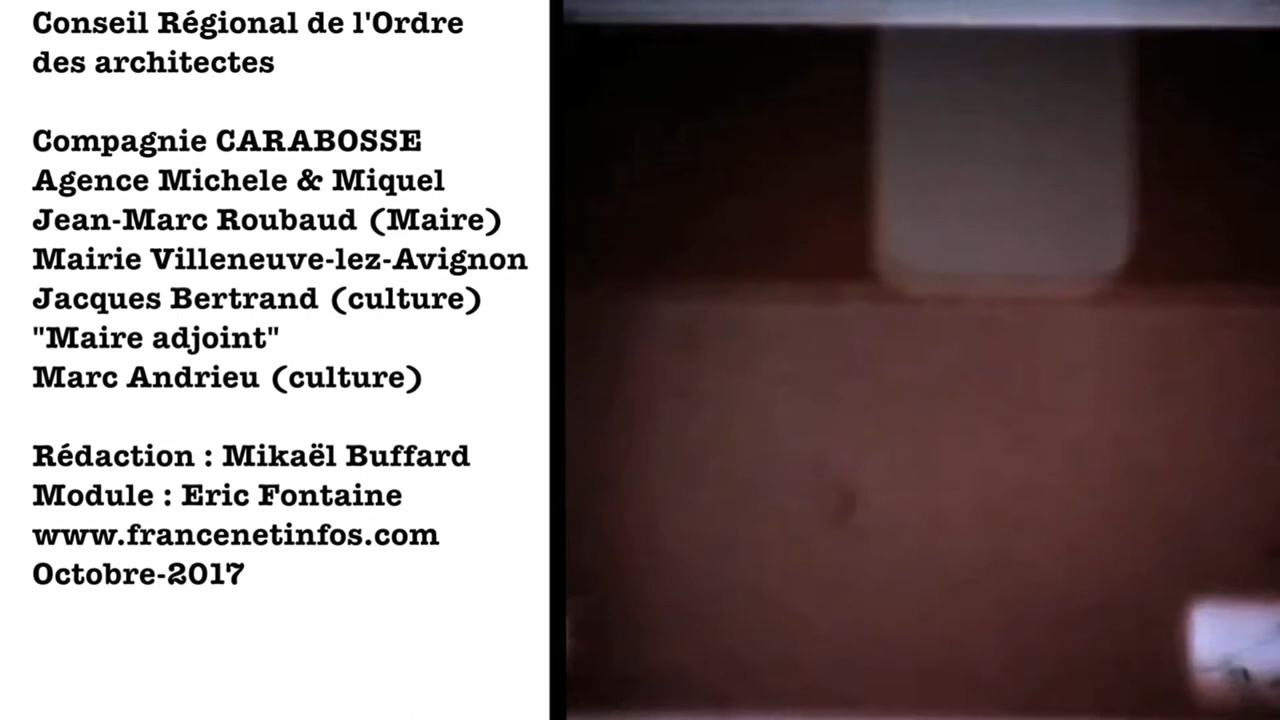 Conseil Régional de l'Ordre
des architectes
Compagnie CARABOSSE
Agence Michele & Miquel
Jean-Marc Roubaud (Maire)
Mairie Villeneuve-lez-Avignon
Jacques Bertrand (culture)
"Maire adjoint"
Marc Andrieu (culture)
Rédaction : Mikaël Buffard
Module : Eric Fontaine
www.francenetinfos.com
Octobre-2017